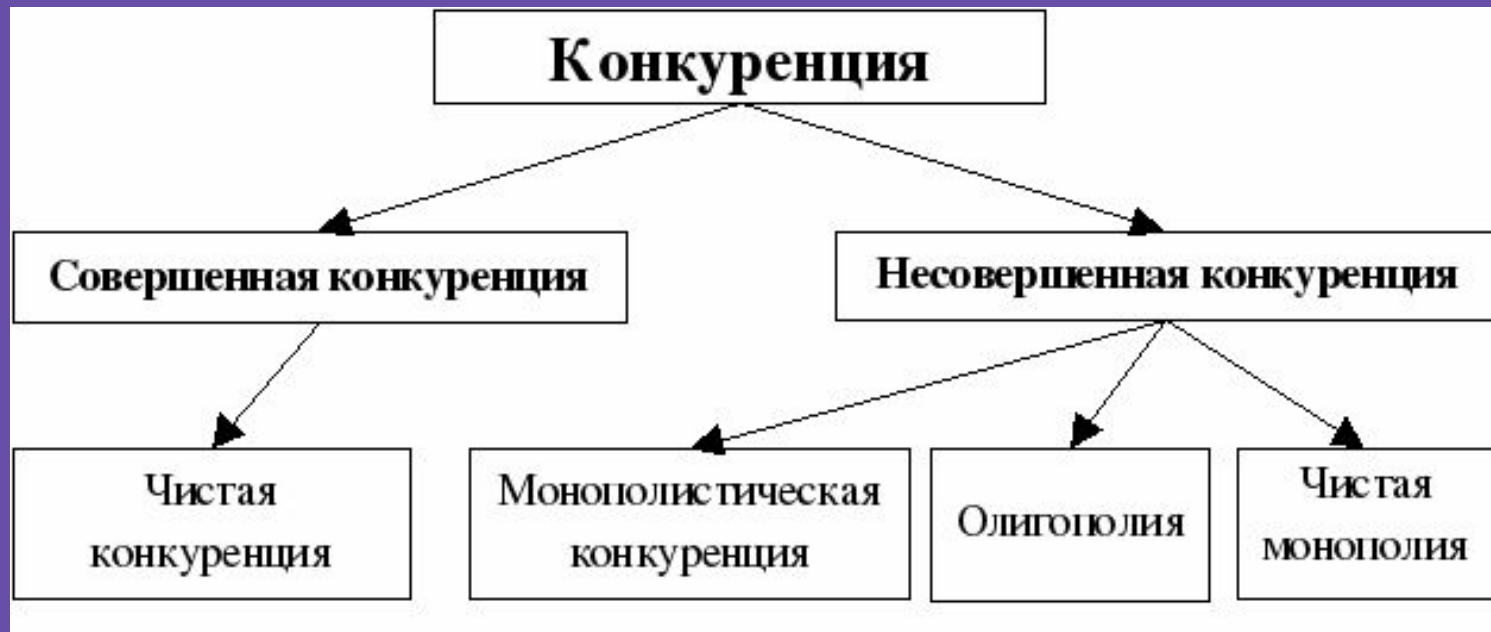 Конкуренция
Совершенная конкуренция
Несовершенная конкуренция
Чистая
конкуренция
Монополистическая
конкуренция
Олигополия
Чистая
монополия